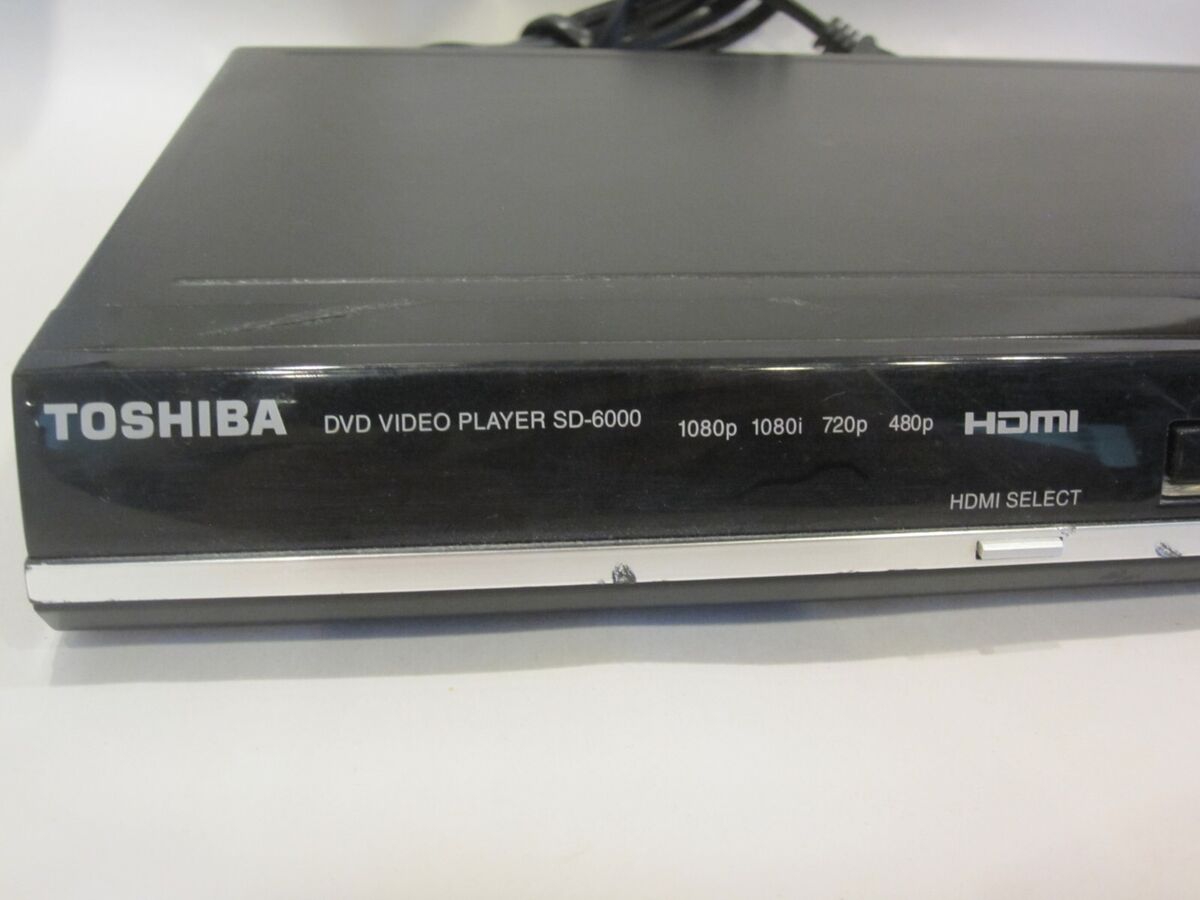 TOSHIBA DVD VIDEO PLAYER SD-6000 1080p 1080i 720p 480p HDMI
HDMI SELECT